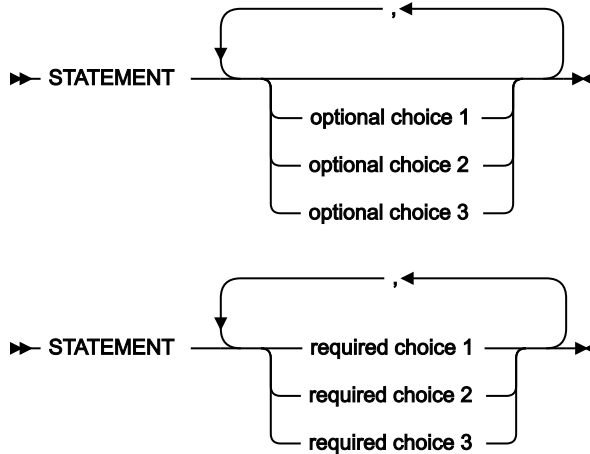 ,
STATEMENT
optional choice 1
optional choice 2
optional choice 3
,
STATEMENT required choice 1
required choice 2
required choice 3